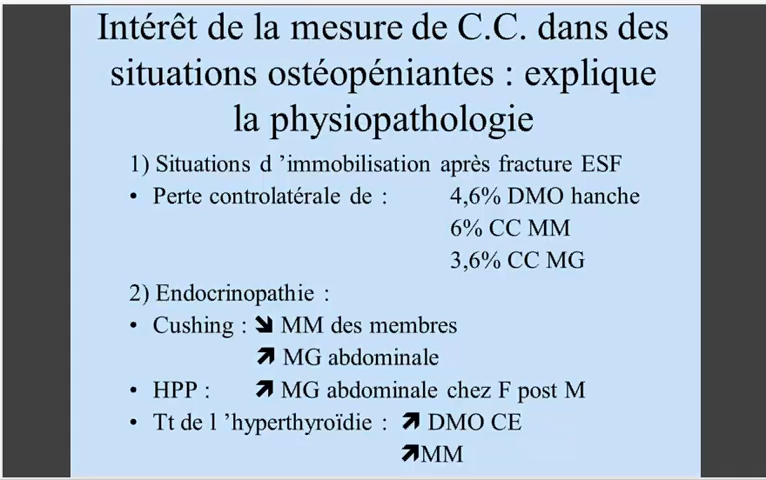 Intérêt de la mesure de C.C. dans des
situations ostéopéniantes : explique
la physiopathologie
1) Situations d ’immobilisation après fracture ESF
• Perte controlatérale de : 4,6% DMO hanche
6% CC MM
3,6% CC MG
2) Endocrinopathie :
• Cushing : ➘ MM des membres
➚ MG abdominale
• HPP : ➚ MG abdominale chez F post M
• Tt de l ’hyperthyroïdie : ➚ DMO CE
➚MM